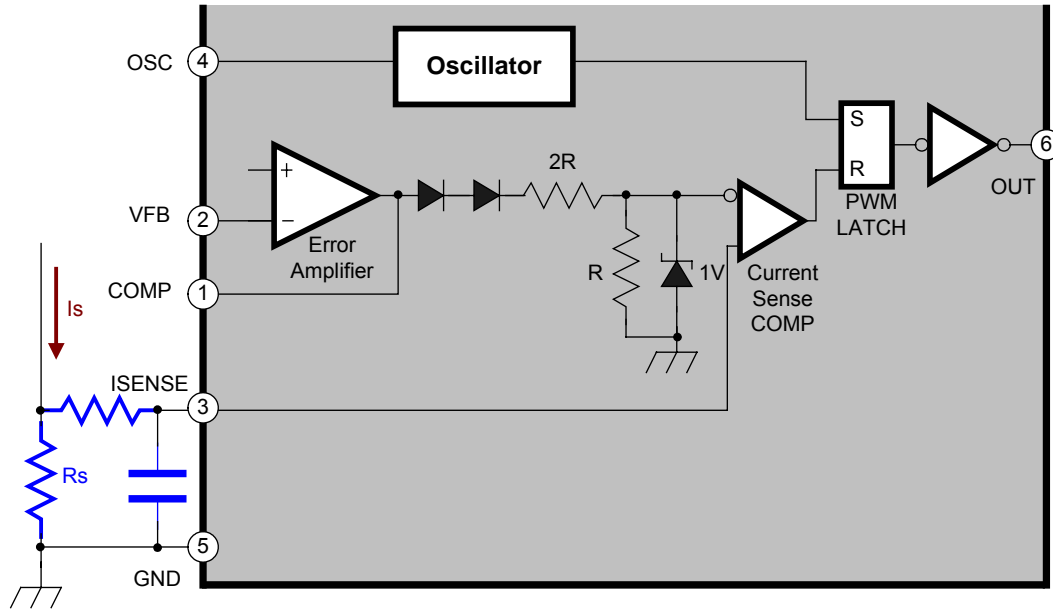 OSC
4
Oscillator
S
R
6
OUT
PWM
LATCH
2R
+
VFB
2
−
Error
Amplifier
R
1V
Current
Sense
COMP
COMP
1
Is
ISENSE
3
Rs
5
GND